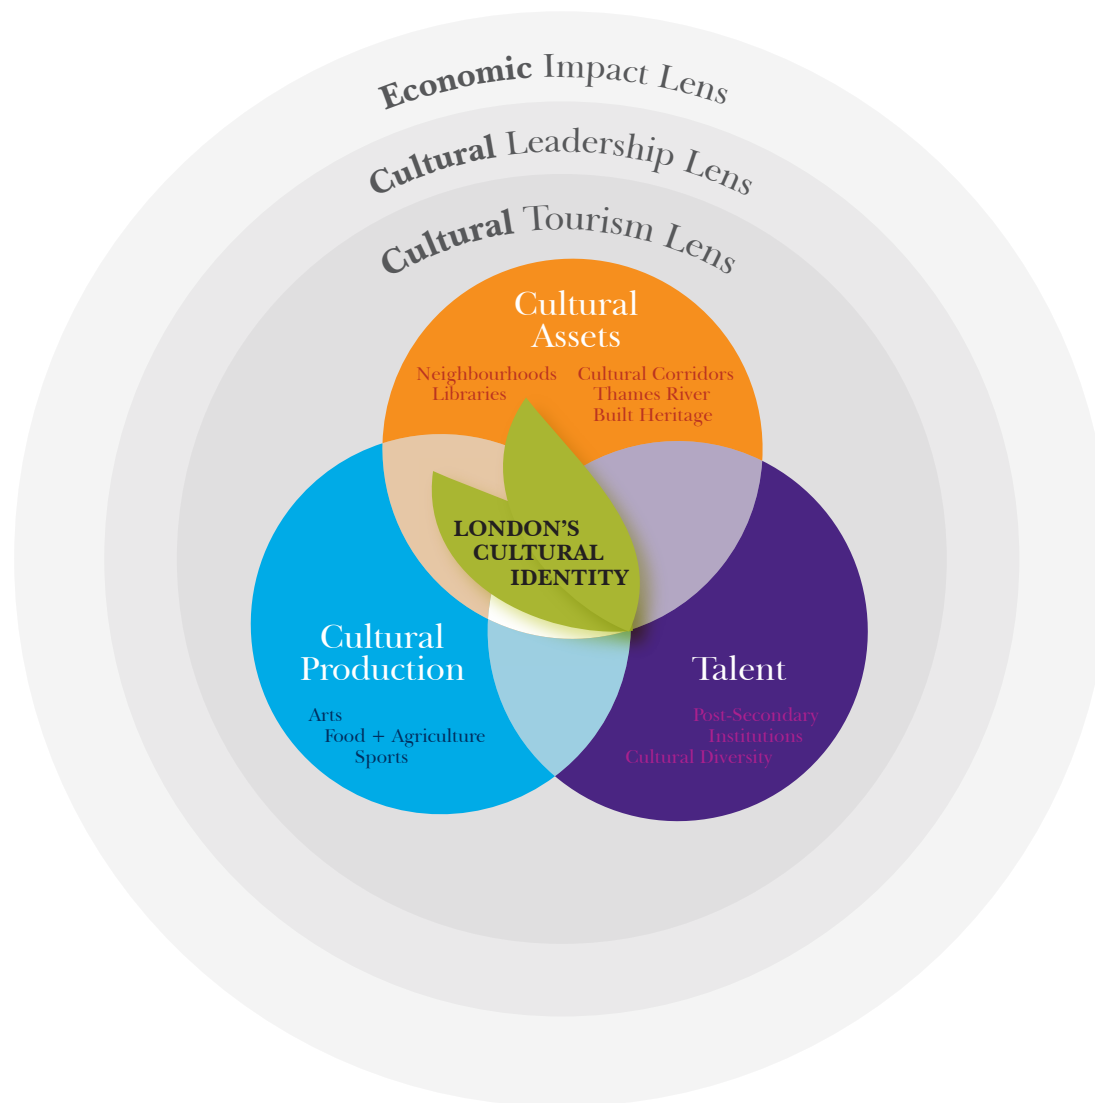 Economic Impact Lens
Cultural Leadership Lens
Cultural Tourism Lens
Cultural
Assets
Neighbourhoods
Libraries
Cultural Corridors
Thames River
Built Heritage
LONDON'S
CULTURAL
IDENTITY
Cultural
Production
Arts
Food + Agriculture
Sports
Talent
Post-Secondary
Institutions
Cultural Diversity